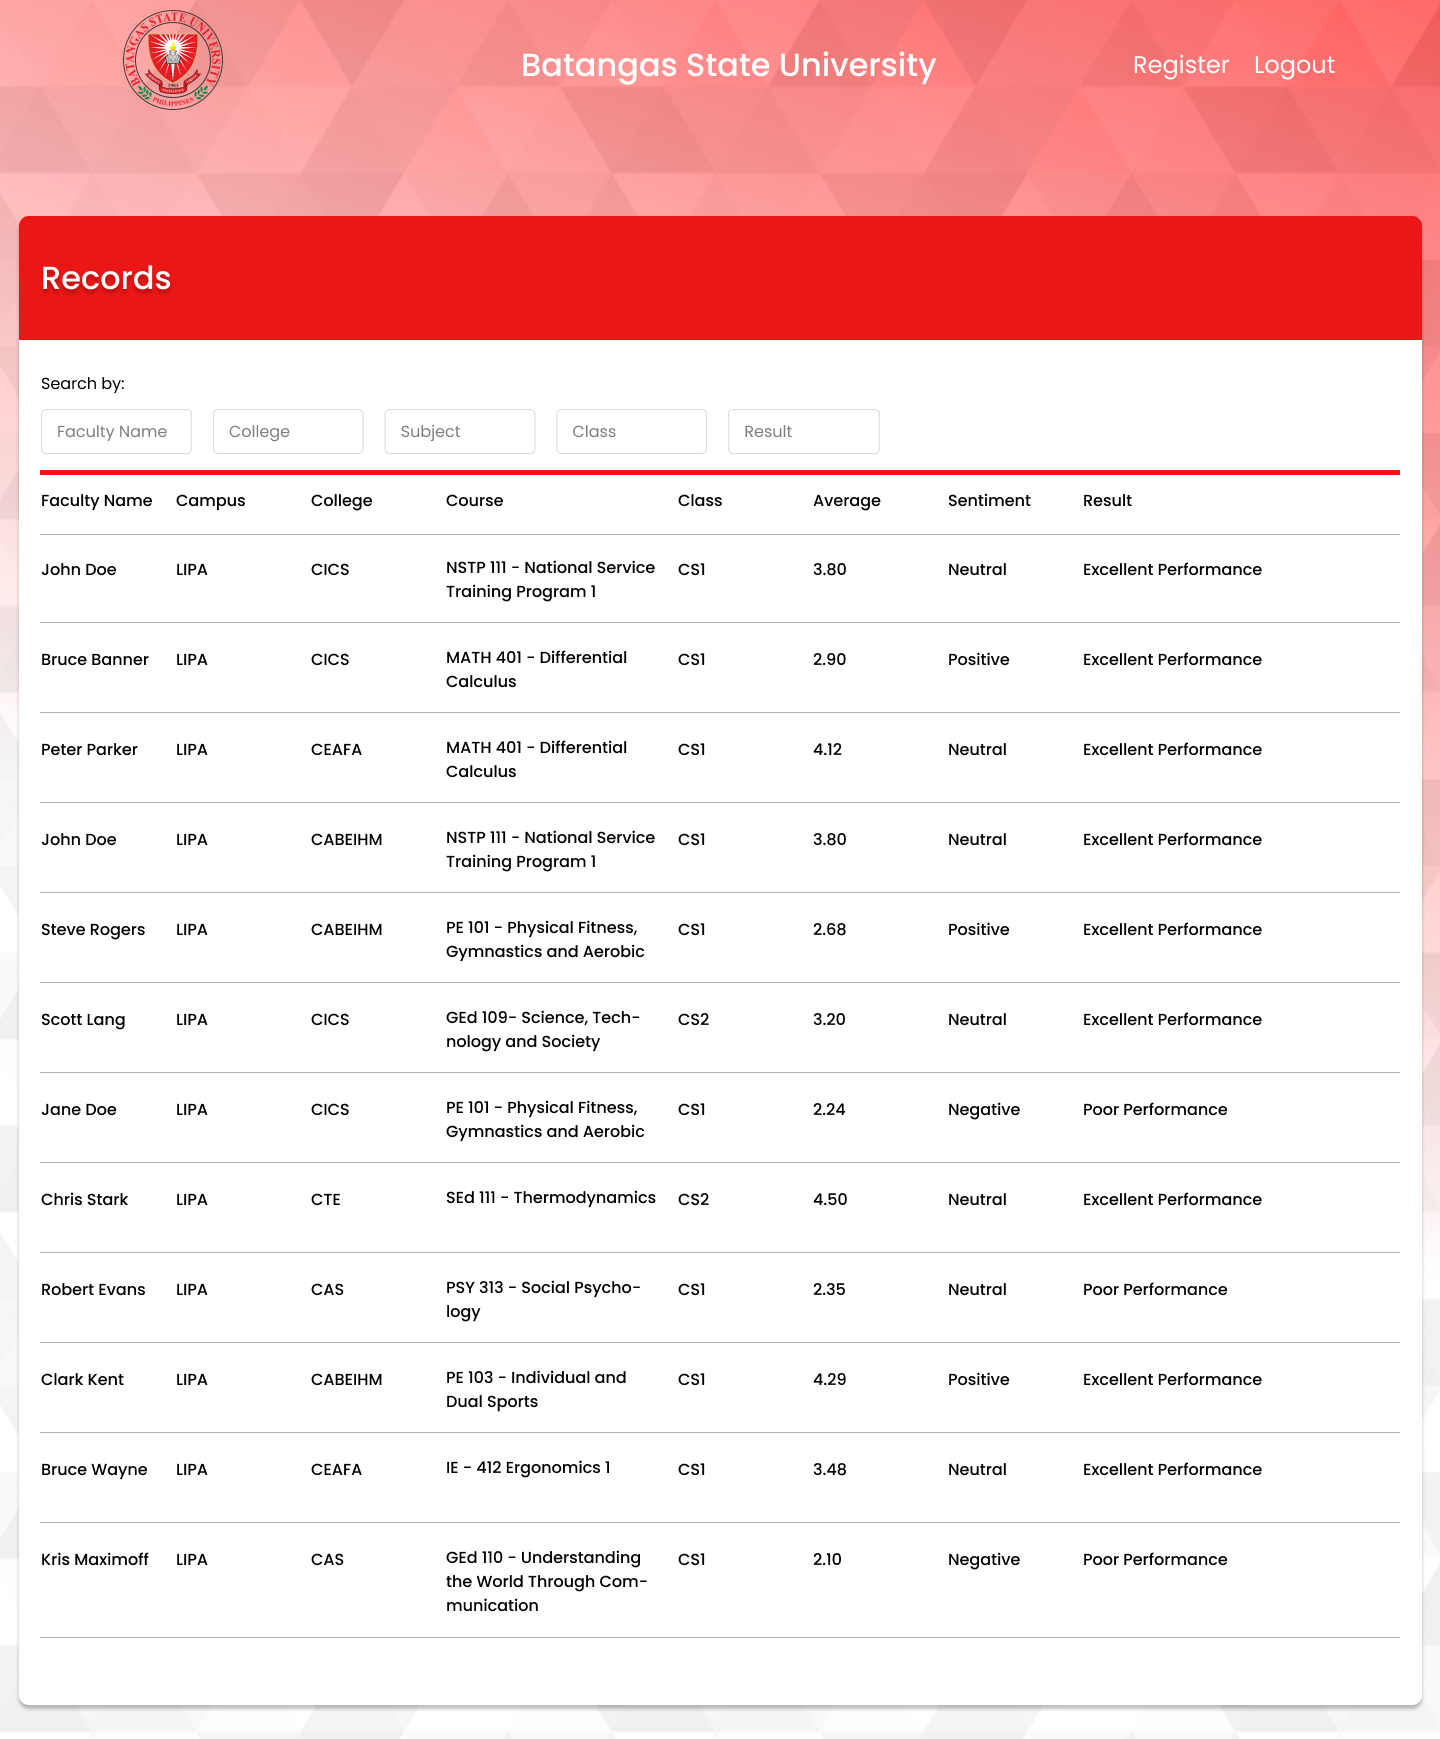 BATANGAS STATE UNIVERSITY
PHILIPPINES
Batangas State University
Register Logout
Records
Search by:
Faculty Name College Subject Class Result
Faculty Name Campus College Course Class Average Sentiment Result
John Doe LIPA CICS NSTP 111 - National Service CS1 3.80 Neutral Excellent Performance
Training Program 1
Bruce Banner LIPA CICS MATH 401 - Differential CS1 2.90 Positive Excellent Performance
Calculus
Peter Parker LIPA CEAFA MATH 401 - Differential CS1 4.12 Neutral Excellent Performance
Calculus
John Doe LIPA CABEIHM NSTP 111 - National Service CS1 3.80 Neutral Excellent Performance
Training Program 1
Steve Rogers LIPA CABEIHM PE 101 - Physical Fitness, CS1 2.68 Positive Excellent Performance
Gymnastics and Aerobic
Scott Lang LIPA CICS GEd 109- Science, Tech- CS2 3.20 Neutral Excellent Performance
nology and Society
Jane Doe LIPA CICS PE 101 - Physical Fitness, CS1 2.24 Negative Poor Performance
Gymnastics and Aerobic
Chris Stark LIPA CTE SEd 111 - Thermodynamics CS2 4.50 Neutral Excellent Performance
Robert Evans LIPA CAS PSY 313 - Social Psycho- CS1 2.35 Neutral Poor Performance
logy
Clark Kent LIPA CABEIHM PE 103 - Individual and CS1 4.29 Positive Excellent Performance
Dual Sports
Bruce Wayne LIPA CEAFA IE - 412 Ergonomics 1 CS1 3.48 Neutral Excellent Performance
Kris Maximoff LIPA CAS GEd 110 - Understanding CS1 2.10 Negative Poor Performance
the World Through Com-
munication